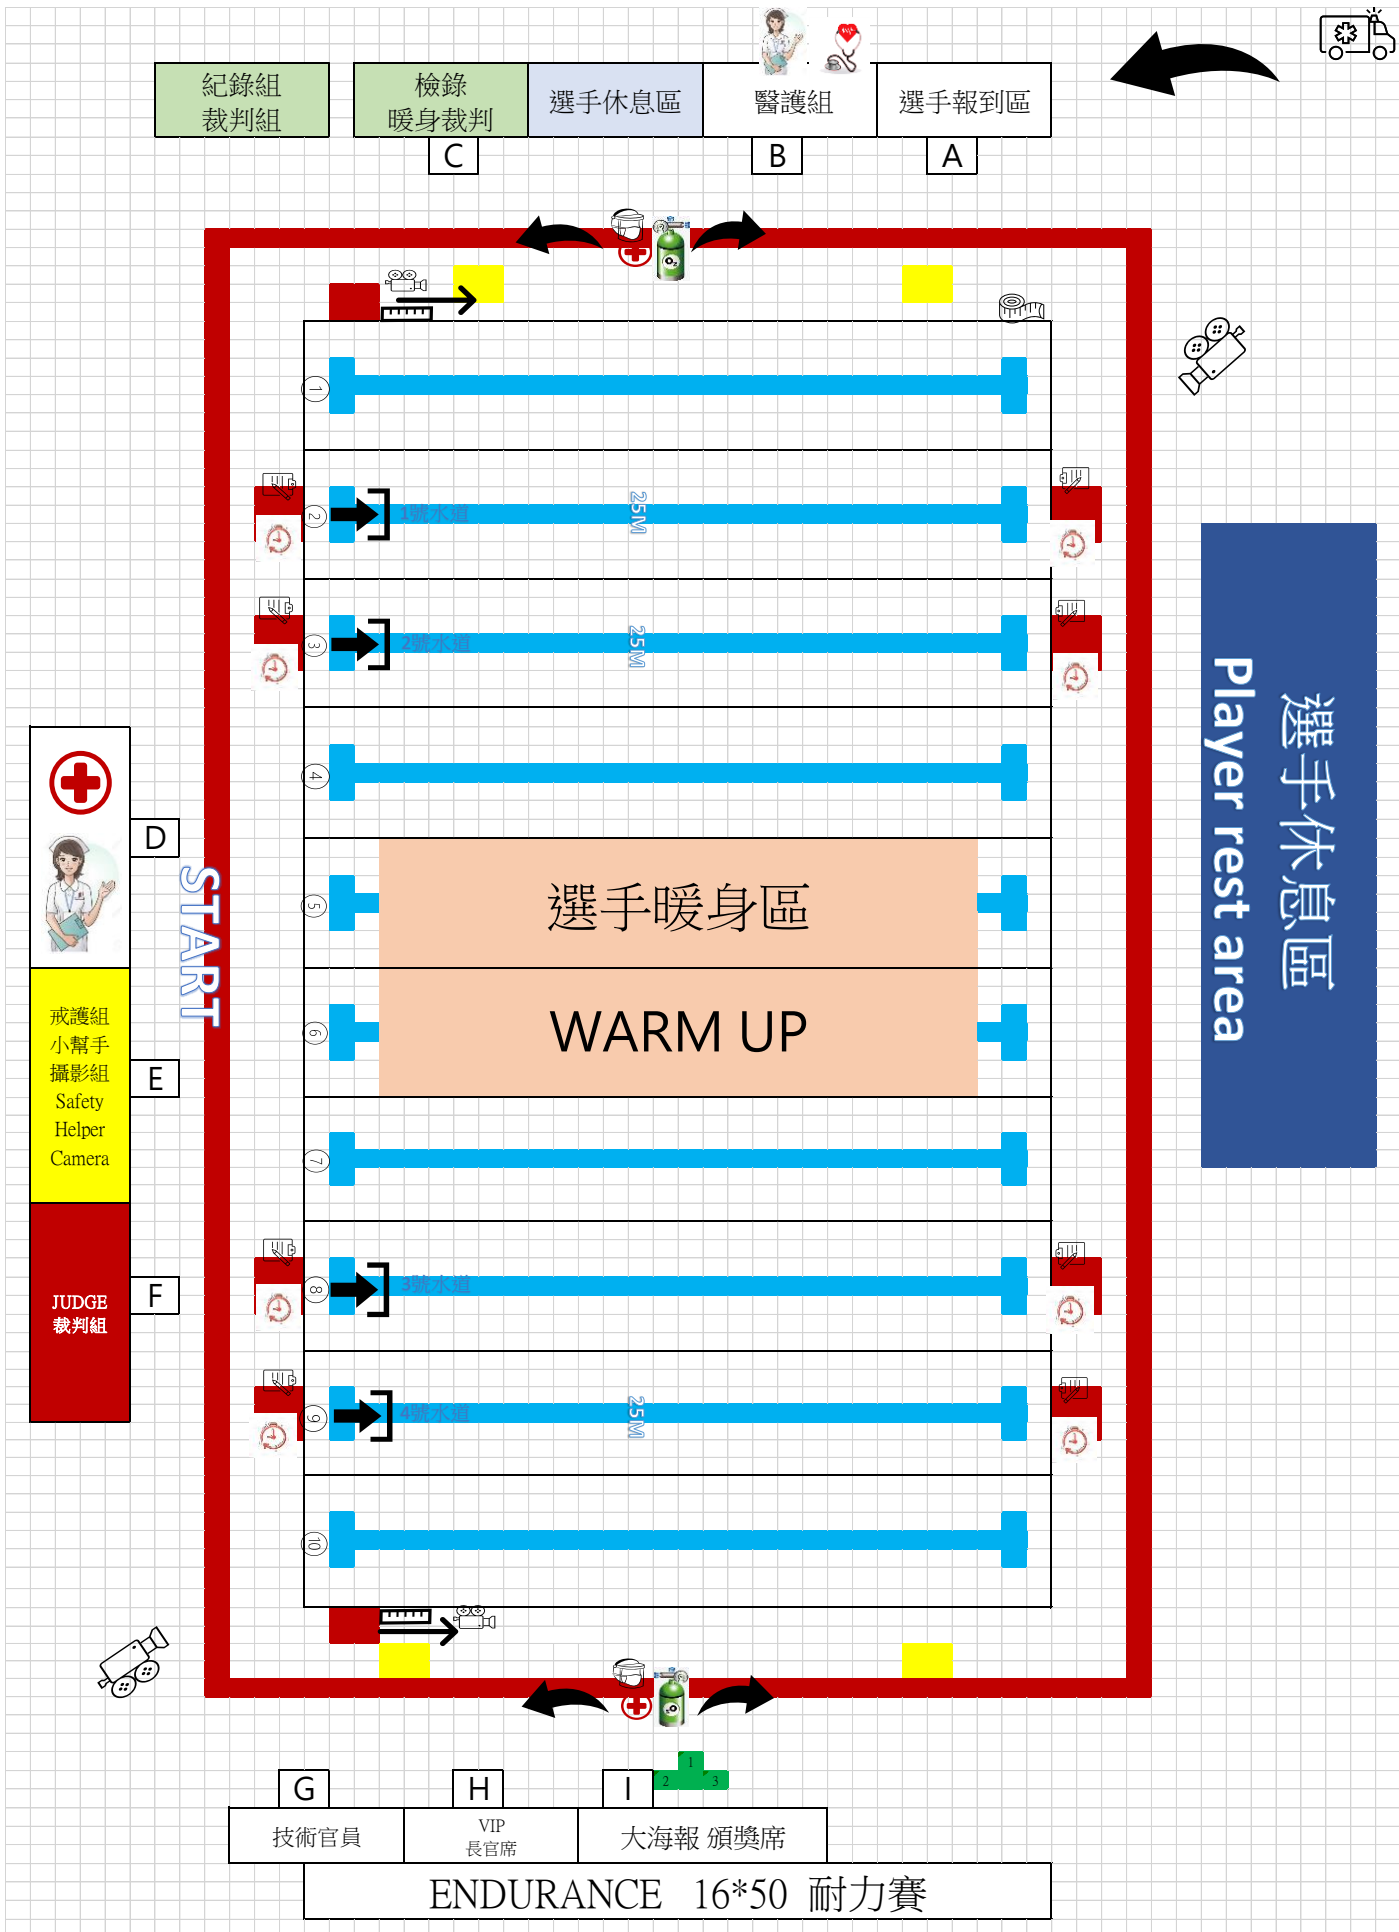 紀錄組
裁判組
檢錄
暖身裁判
選手休息區
醫護組
選手報到區
C
B
A
O2
1
2
1號水道
25M
3
2號水道
25M
4
5
選手暖身區
6
WARM UP
7
8
3號水道
9
4號水道
25M
10
START
D
戒護組
小幫手
攝影組
Safety
Helper
Camera
E
JUDGE
裁判組
F
選手休息區
Player rest area
O2
1
2
3
G
H
I
技術官員
VIP
長官席
大海報 頒獎席
ENDURANCE 16*50 耐力賽